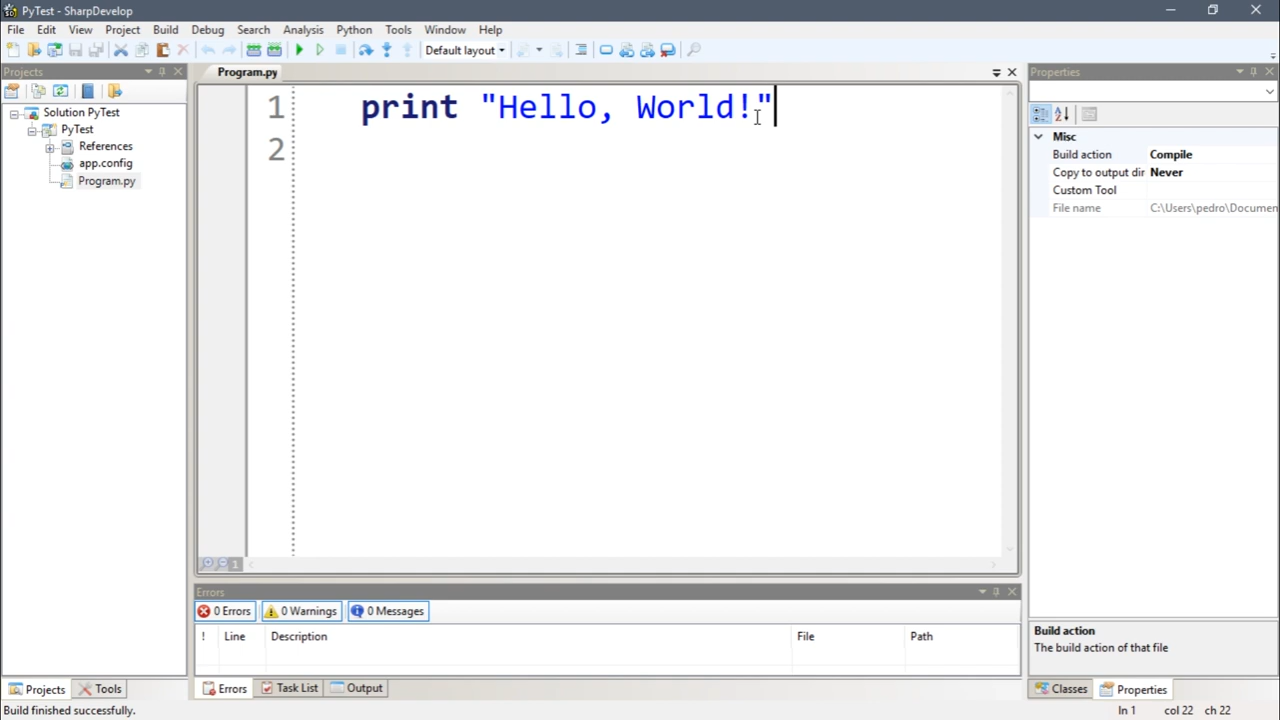 PyTest - SharpDevelop
File Edit View Project Build Debug Search Analysis Python Tools Window Help
Default layout
Projects
Solution PyTest
PyTest
References
app.config
Program.py
Program.py
1 print "Hello, World!"
2
1
Errors
0 Errors 0 Warnings 0 Messages
! Line Description File Path
Errors Task List Output
Properties
Misc
Build action Compile
Copy to output dir Never
Custom Tool
File name C:\Users\pedro\Documen
Build action
The build action of that file
Projects Tools
Classes Properties
Build finished successfully.
ln 1 col 22 ch 22